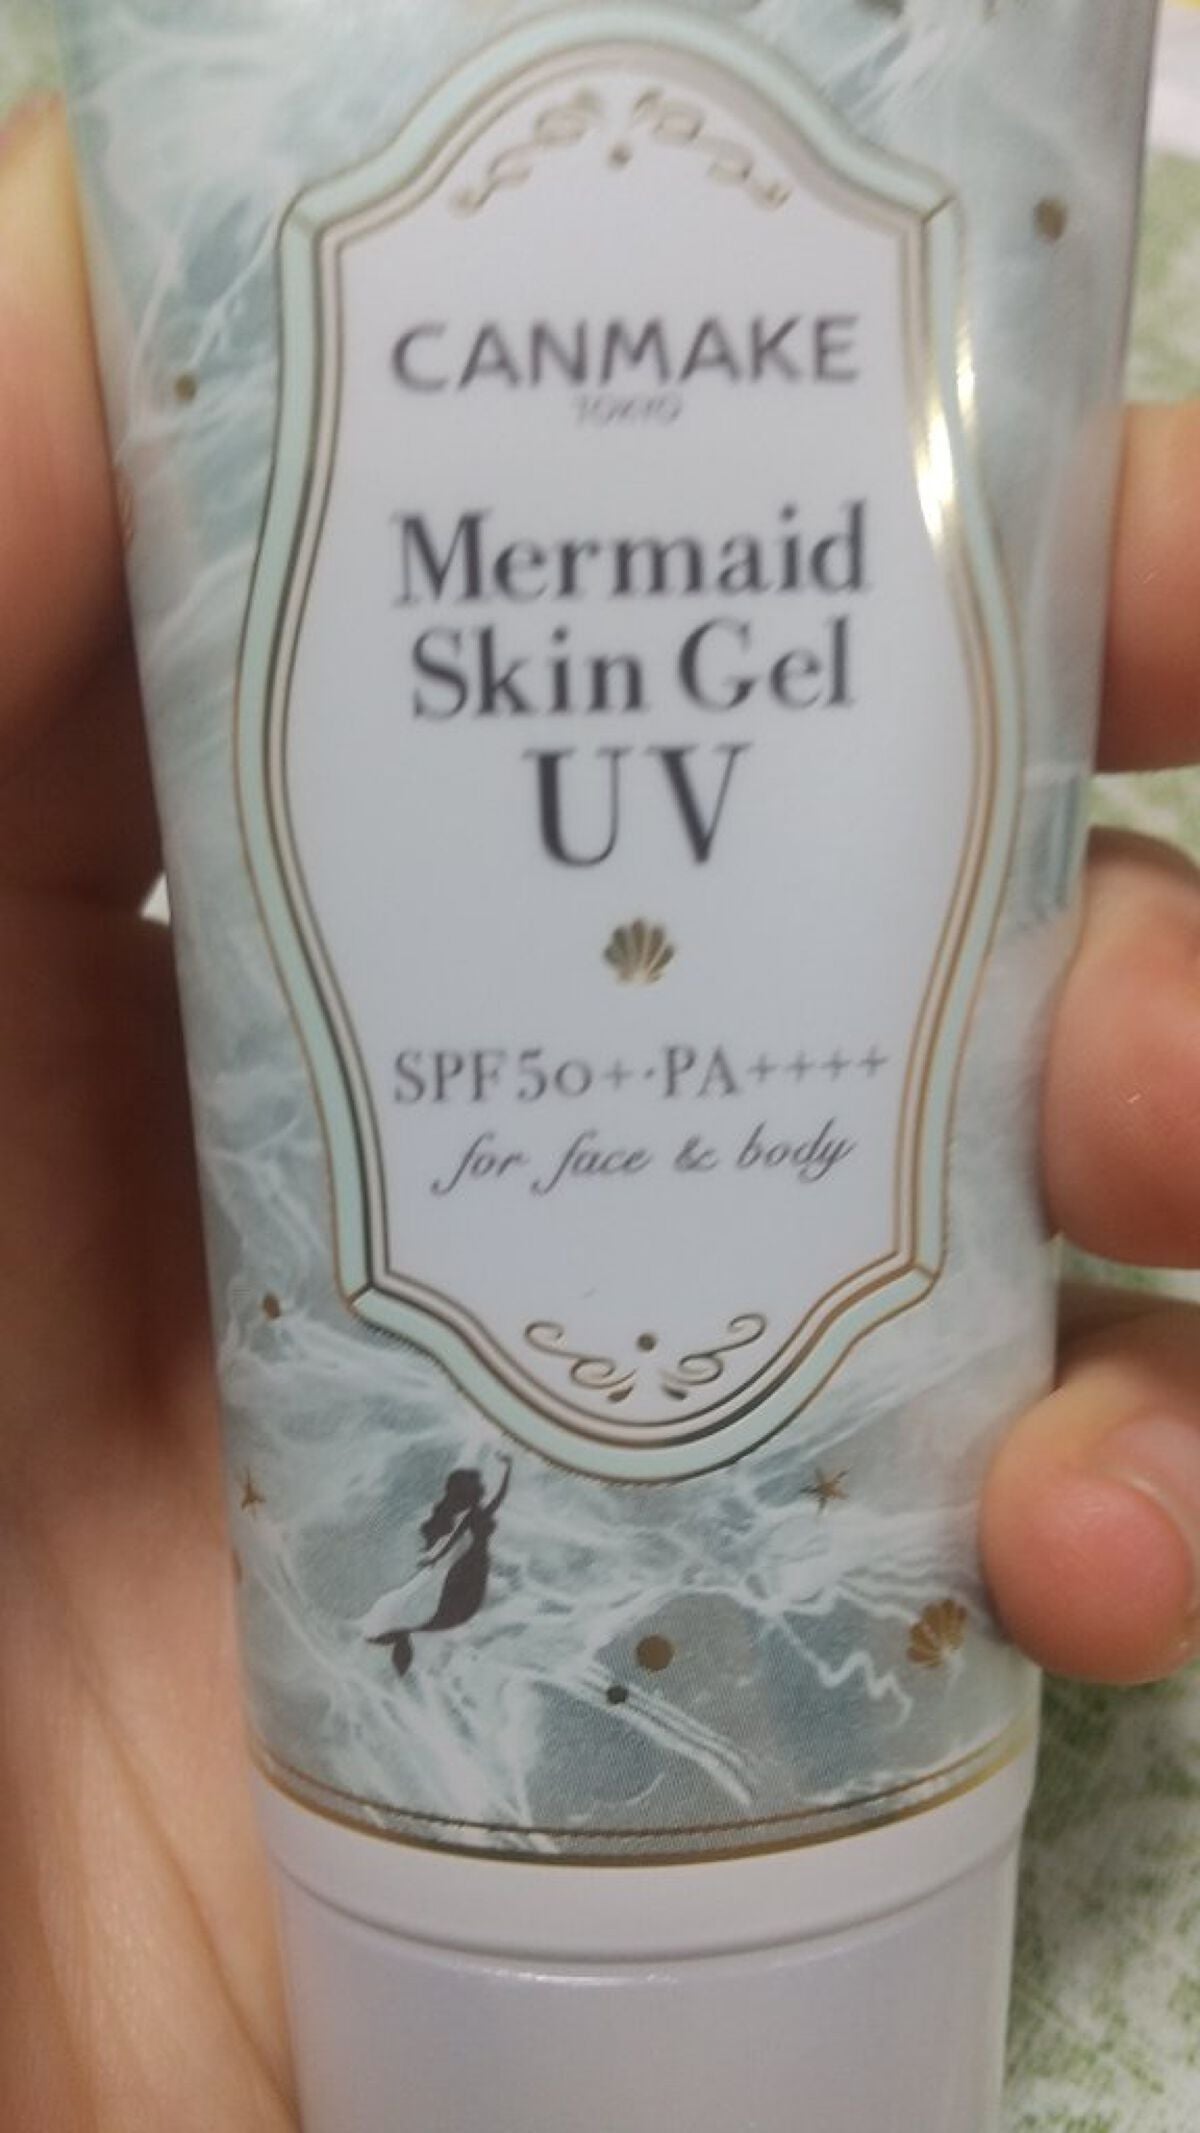 CANMAKE
TOKYO
Mermaid
Skin Gel
UV
SPF50+·PA++++
for face & body